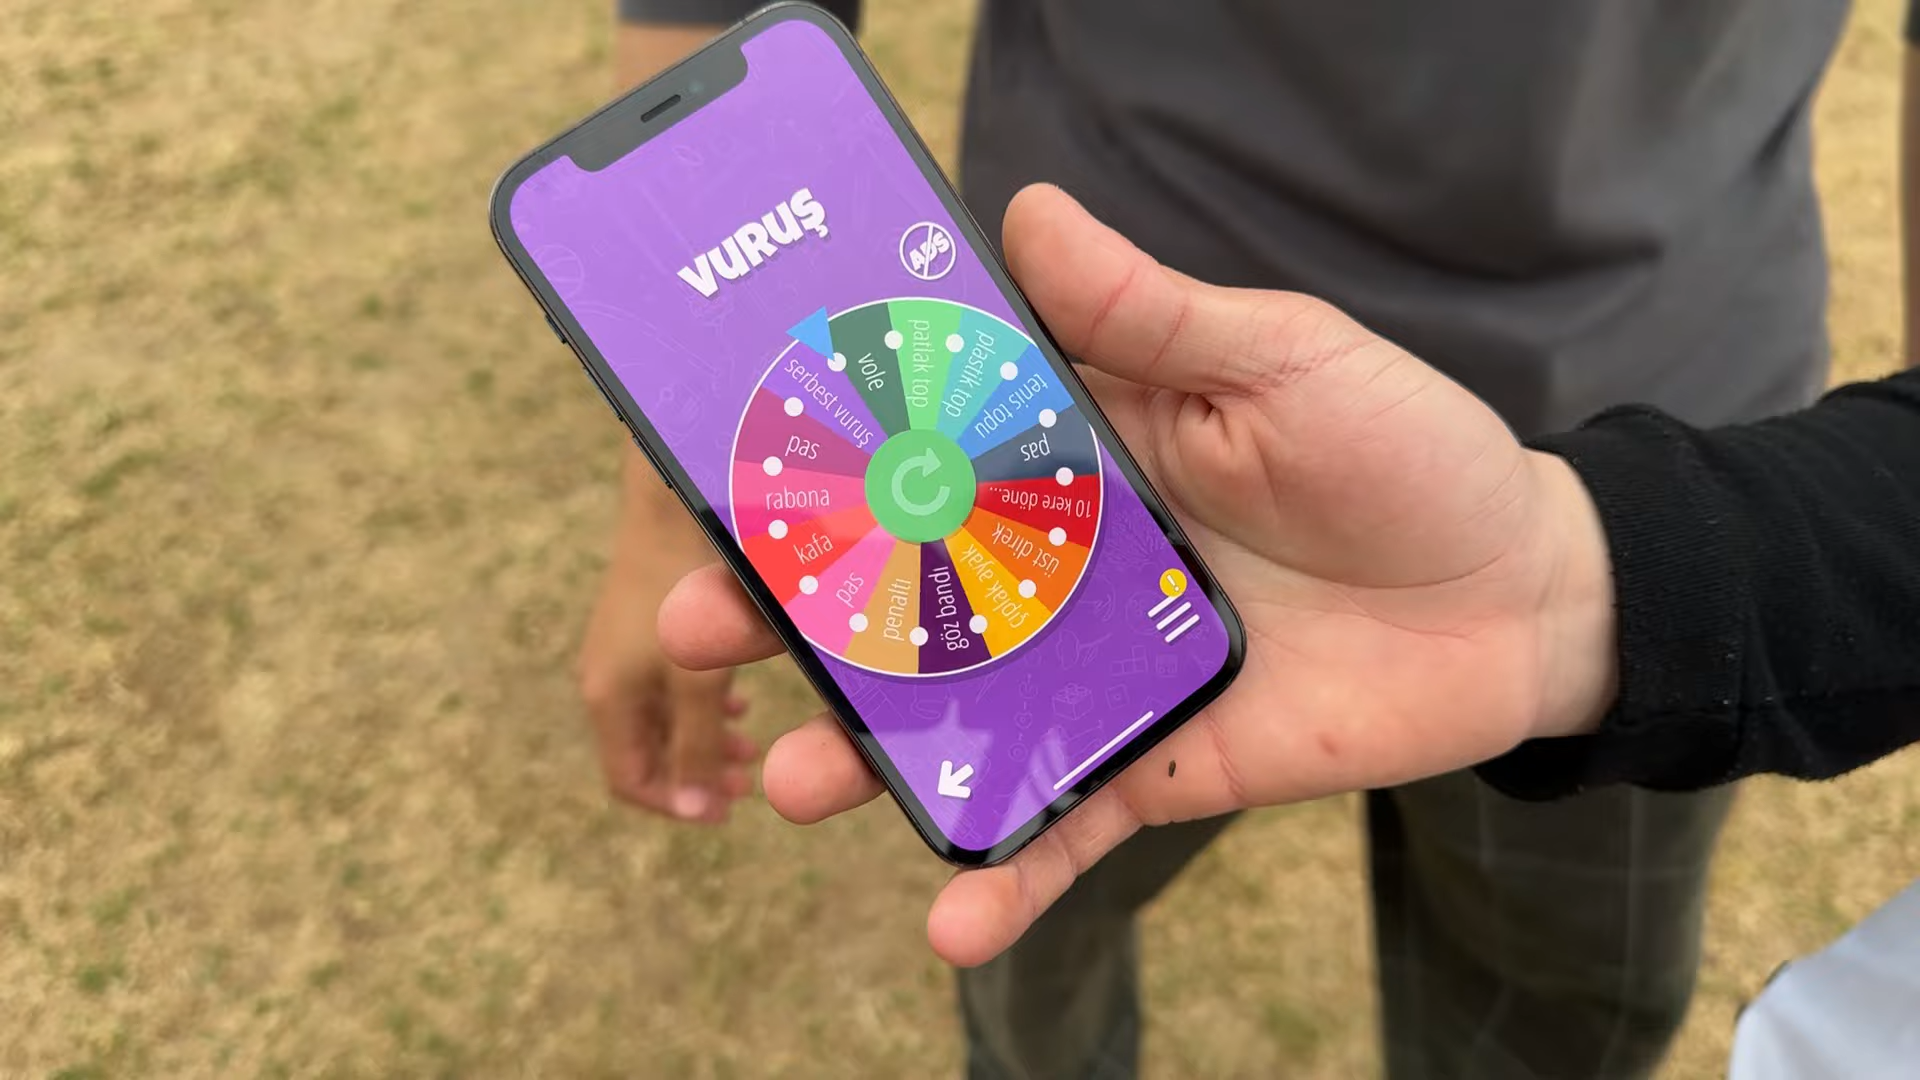 vuruş
ADS
vole
patlak top
plastik top
tenis topu
pas
10 kere döne...
üst direk
çıplak ayak
göz bandı
penaltı
pas
kafa
rabona
pas
serbest vuruş